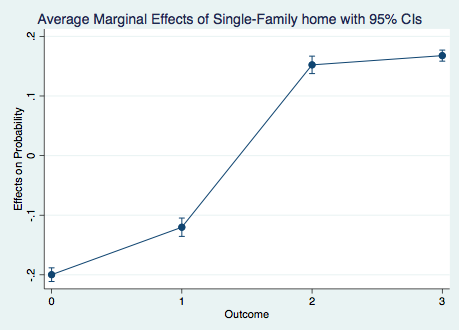 Average Marginal Effects of Single-Family home with 95% CIs
Effects on Probability
.2
.1
0
-.1
-.2
0 1 2 3
Outcome